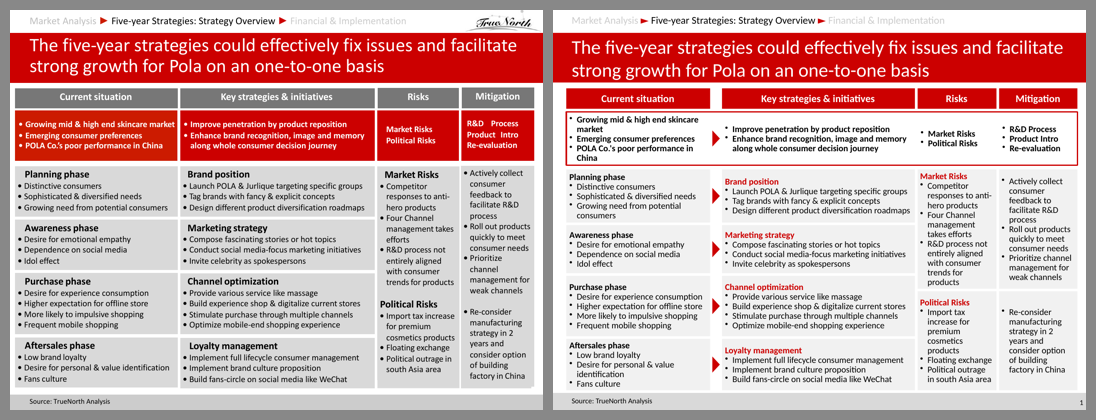 Market Analysis ► Five-year Strategies: Strategy Overview ► Financial & Implementation
TrueNorth
The five-year strategies could effectively fix issues and facilitate
strong growth for Pola on an one-to-one basis
Current situation
Key strategies & initiatives
Risks
Mitigation
• Growing mid & high end skincare market
• Emerging consumer preferences
• POLA Co.'s poor performance in China
• Improve penetration by product reposition
• Enhance brand recognition, image and memory
along whole consumer decision journey
Market Risks
Political Risks
R&D Process
Product Intro
Re-evaluation
Planning phase
• Distinctive consumers
• Sophisticated & diversified needs
• Growing need from potential consumers
Brand position
• Launch POLA & Jurlique targeting specific groups
• Tag brands with fancy & explicit concepts
• Design different product diversification roadmaps
Awareness phase
• Desire for emotional empathy
• Dependence on social media
• Idol effect
Marketing strategy
• Compose fascinating stories or hot topics
• Conduct social media-focus marketing initiatives
• Invite celebrity as spokespersons
Purchase phase
• Desire for experience consumption
• Higher expectation for offline store
• More likely to impulsive shopping
• Frequent mobile shopping
Channel optimization
• Provide various service like massage
• Build experience shop & digitalize current stores
• Stimulate purchase through multiple channels
• Optimize mobile-end shopping experience
Aftersales phase
• Low brand loyalty
• Desire for personal & value identification
• Fans culture
Loyalty management
• Implement full lifecycle consumer management
• Implement brand culture proposition
• Build fans-circle on social media like WeChat
Market Risks
• Competitor
responses to anti-
hero products
• Four Channel
management takes
efforts
• R&D process not
entirely aligned
with consumer
trends for
products
Political Risks
• Import tax increase
for premium
cosmetics products
• Floating exchange
• Political outrage in
south Asia area
• Actively collect
consumer
feedback to
facilitate R&D
process
• Roll out products
quickly to meet
consumer needs
• Prioritize
channel
management for
weak channels
• Re-consider
manufacturing
strategy in 2
years and
consider option
of building
factory in China
Source: TrueNorth Analysis
Market Analysis ► Five-year Strategies: Strategy Overview ► Financial & Implementation
The five-year strategies could effectively fix issues and facilitate
strong growth for Pola on an one-to-one basis
Current situation
Key strategies & initiatives
Risks
Mitigation
• Growing mid & high end skincare
market
• Emerging consumer preferences
• POLA Co.'s poor performance in
China
• Improve penetration by product reposition
• Enhance brand recognition, image and memory
along whole consumer decision journey
• Market Risks
• Political Risks
• R&D Process
• Product Intro
• Re-evaluation
Planning phase
• Distinctive consumers
• Sophisticated & diversified needs
• Growing need from potential
consumers
Brand position
• Launch POLA & Jurlique targeting specific groups
• Tag brands with fancy & explicit concepts
• Design different product diversification roadmaps
Awareness phase
• Desire for emotional empathy
• Dependence on social media
• Idol effect
Marketing strategy
• Compose fascinating stories or hot topics
• Conduct social media-focus marketing initiatives
• Invite celebrity as spokespersons
Purchase phase
• Desire for experience consumption
• Higher expectation for offline store
• More likely to impulsive shopping
• Frequent mobile shopping
Channel optimization
• Provide various service like massage
• Build experience shop & digitalize current stores
• Stimulate purchase through multiple channels
• Optimize mobile-end shopping experience
Aftersales phase
• Low brand loyalty
• Desire for personal & value
identification
• Fans culture
Loyalty management
• Implement full lifecycle consumer management
• Implement brand culture proposition
• Build fans-circle on social media like WeChat
Market Risks
• Competitor
responses to anti-
hero products
• Four Channel
management
takes efforts
• R&D process not
entirely aligned
with consumer
trends for
products
Political Risks
• Import tax
increase for
premium
cosmetics
products
• Floating exchange
• Political outrage
in south Asia area
• Actively collect
consumer
feedback to
facilitate R&D
process
• Roll out products
quickly to meet
consumer needs
• Prioritize channel
management for
weak channels
• Re-consider
manufacturing
strategy in 2
years and
consider option
of building
factory in China
Source: TrueNorth Analysis
1